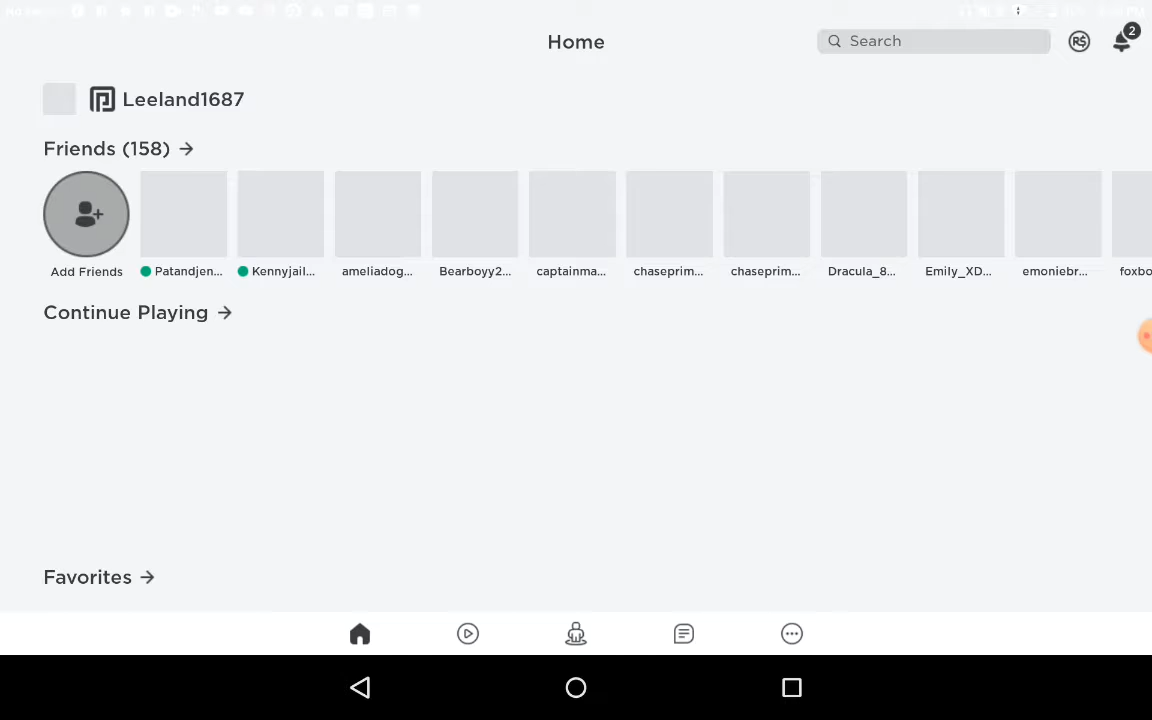 Home
Search
2
Leeland1687
Friends (158)
Add Friends
Patandjen...
Kennyjail...
ameliadog...
Bearboyy2...
captainma...
chaseprim...
chaseprim...
Dracula_8...
Emily_XD...
emoniebr...
foxbo
Continue Playing
Favorites